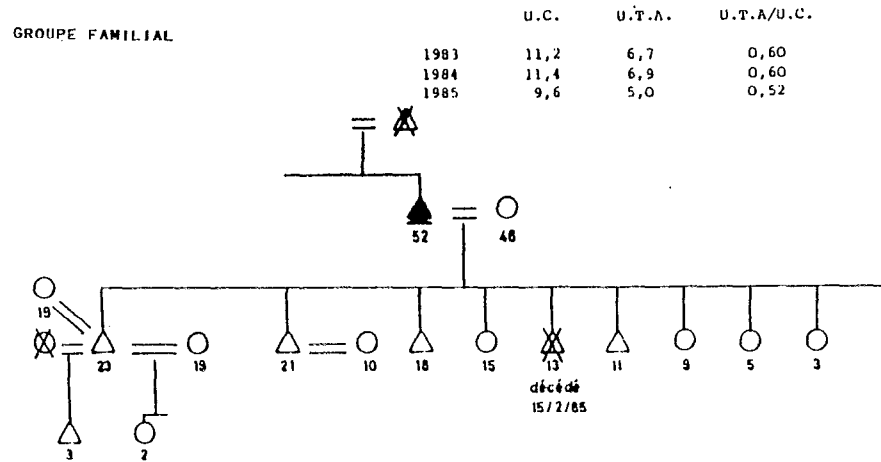 U.C. U.T.A. U.T.A/U.C.
GROUPE FAMILIAL
1983 11,2 6,7 0,60
1984 11,4 6,9 0,60
1985 9,6 5,0 0,52
52 46
19
23 19 21 10 18 15 13 11 9 5 3
décédé
15/2/85
3 2